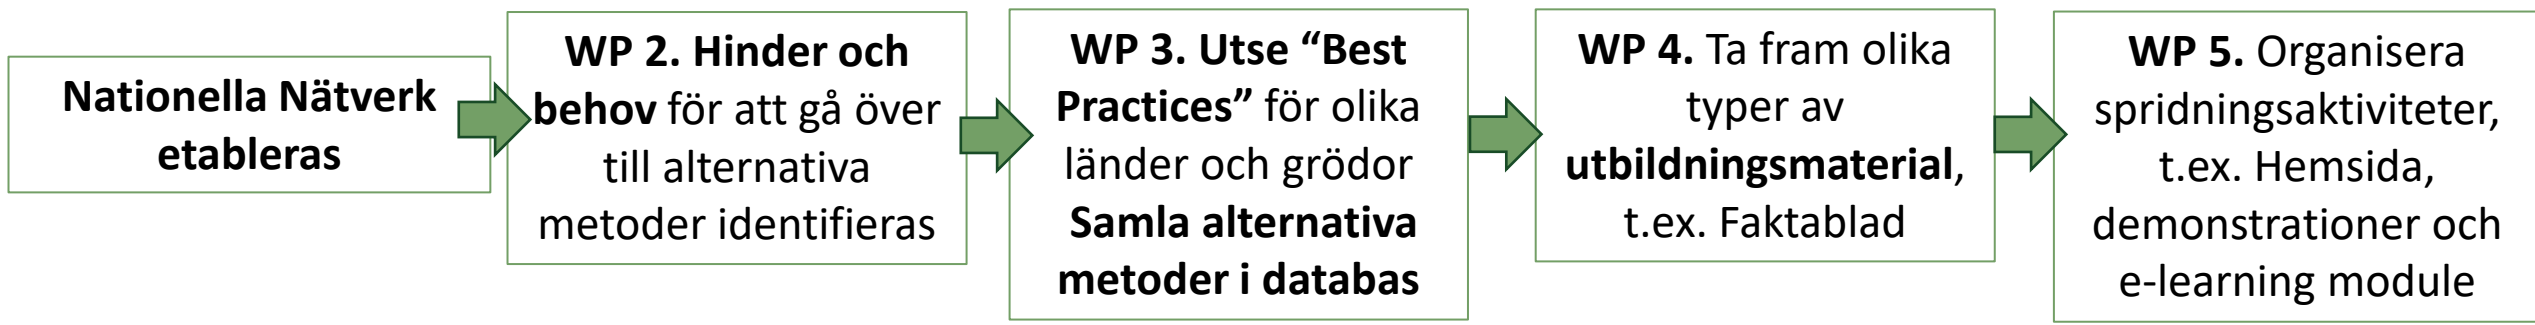 Nationella Nätverk
etableras
WP 2. Hinder och
behov för att gå över
till alternativa
metoder identifieras
WP 3. Utse “Best
Practices” för olika
länder och grödor
Samla alternativa
metoder i databas
WP 4. Ta fram olika
typer av
utbildningsmaterial,
t.ex. Faktablad
WP 5. Organisera
spridningsaktiviteter,
t.ex. Hemsida,
demonstrationer och
e-learning module